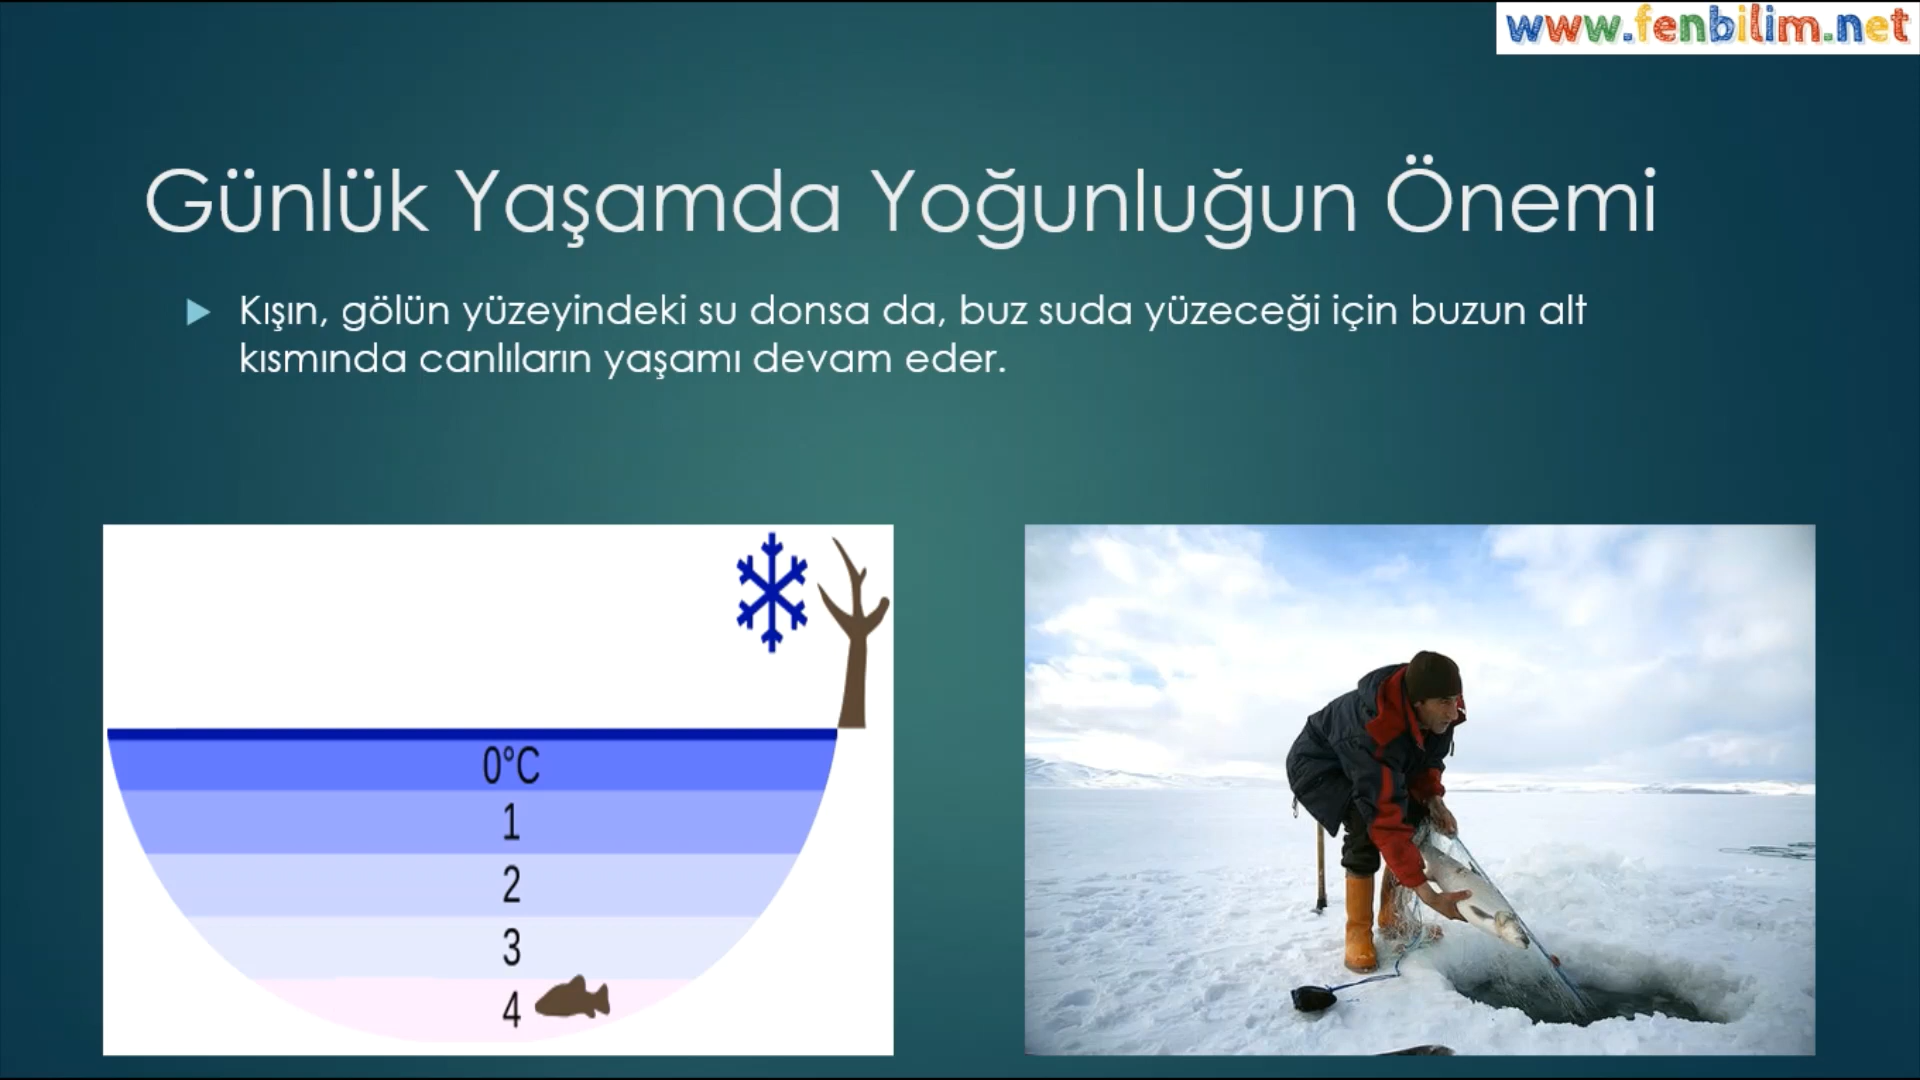 www.fenbilim.net
Günlük Yaşamda Yoğunluğun Önemi
Kışın, gölün yüzeyindeki su donsa da, buz suda yüzeceği için buzun alt
kısmında canlıların yaşamı devam eder.
0°C
1
2
3
4